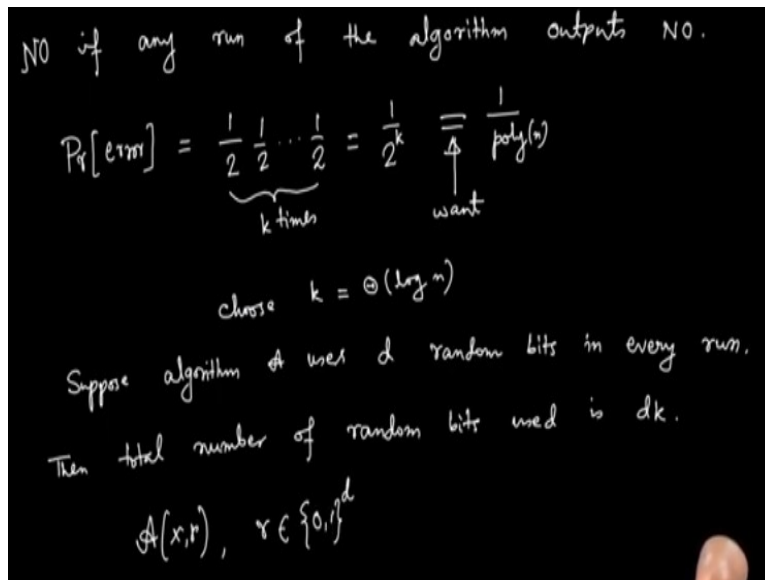 NO if any run of the algorithm outputs NO.
Pr[error] = 1/2 1/2 ... 1/2 = 1/2^k = 1/poly(n)
k times
want
choose k = Θ(log n)
Suppose algorithm A uses d random bits in every run.
Then total number of random bits used is dk.
A(x,r), r ∈ {0,1}^d